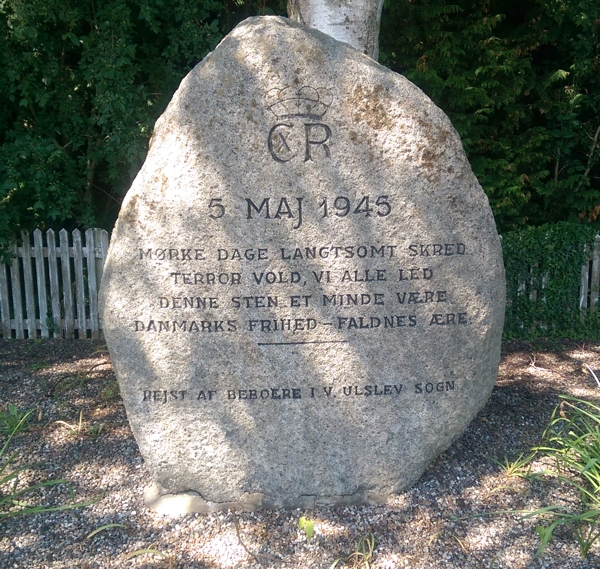 CXR
5 MAJ 1945
MØRKE DAGE LANGTSOMT SKRED
TERROR VOLD, VI ALLE LED
DENNE STEN ET MINDE VÆRE
DANMARKS FRIHED - FALDNES ÆRE.
REJST AF BEBOERE I V. ULSLEV SOGN